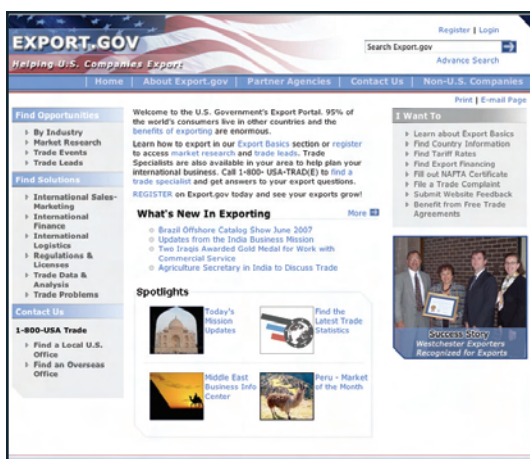 Register | Login
EXPORT.GOV
Helping U.S. Companies Export
Search Export.gov
Advance Search
Home | About Export.gov | Partner Agencies | Contact Us | Non-U.S. Companies
Print | E-mail Page
Find Opportunities
By Industry
Market Research
Trade Events
Trade Leads
Find Solutions
International Sales-
Marketing
International
Finance
International
Logistics
Regulations &
Licenses
Trade Data &
Analysis
Trade Problems
Contact Us
1-800-USA Trade
Find a Local U.S.
Office
Find an Overseas
Office
Welcome to the U.S. Government's Export Portal. 95% of
the world's consumers live in other countries and the
benefits of exporting are enormous.
Learn how to export in our Export Basics section or register
to access market research and trade leads. Trade
Specialists are also available in your area to help plan your
international business. Call 1-800- USA-TRAD(E) to find a
trade specialist and get answers to your export questions.
REGISTER on Export.gov today and see your exports grow!
What's New In Exporting
More
Brazil Offshore Catalog Show June 2007
Updates from the India Business Mission
Two Iraqis Awarded Gold Medal for Work with
Commercial Service
Agriculture Secretary in India to Discuss Trade
Spotlights
Today's
Mission
Updates
Find the
Latest Trade
Statistics
Middle East
Business Info
Center
Peru - Market
of the Month
I Want To
Learn about Export Basics
Find Country Information
Find Tariff Rates
Find Export Financing
Fill out NAFTA Certificate
File a Trade Complaint
Submit Website Feedback
Benefit from Free Trade
Agreements
Success Story
Westchester Exporters
Recognized for Exports